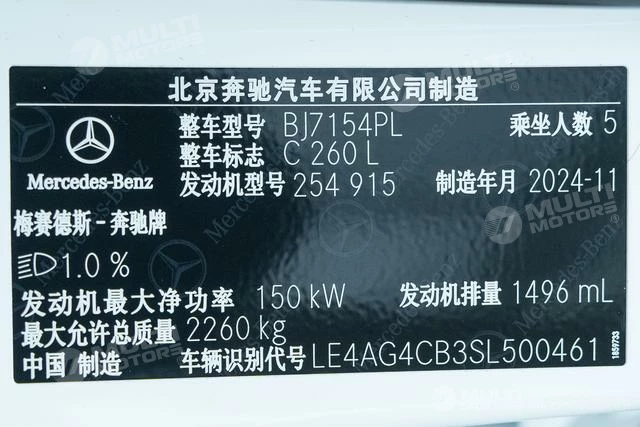 北京奔驰汽车有限公司制造
整车型号 BJ7154PL 乘坐人数 5
整车标志 C 260 L
Mercedes-Benz
发动机型号 254 915 制造年月 2024-11
梅赛德斯-奔驰牌
1.0 %
发动机最大净功率 150 kW 发动机排量 1496 mL
最大允许总质量 2260kg
中国 制造 车辆识别代号 LE4AG4CB3SL500461
1859733
MULTI MOTORS